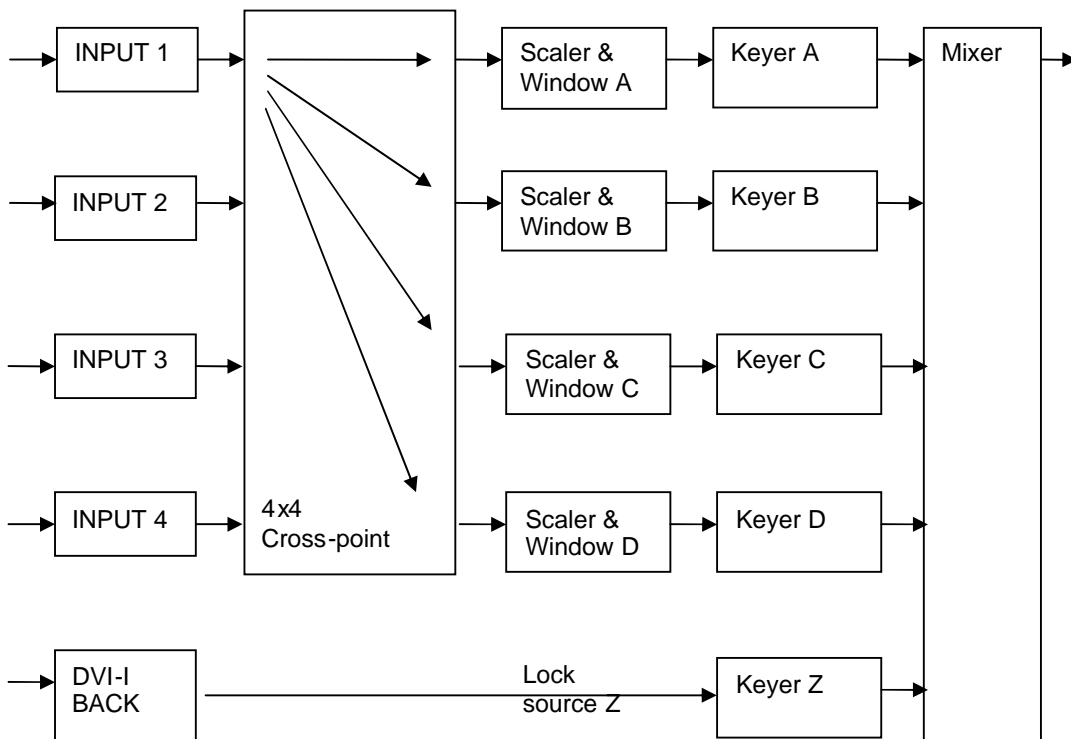 INPUT 1
Scaler &
Window A
Keyer A
Mixer
INPUT 2
Scaler &
Window B
Keyer B
INPUT 3
Scaler &
Window C
Keyer C
INPUT 4
4x4
Cross-point
Scaler &
Window D
Keyer D
DVI-I
BACK
Lock
source Z
Keyer Z